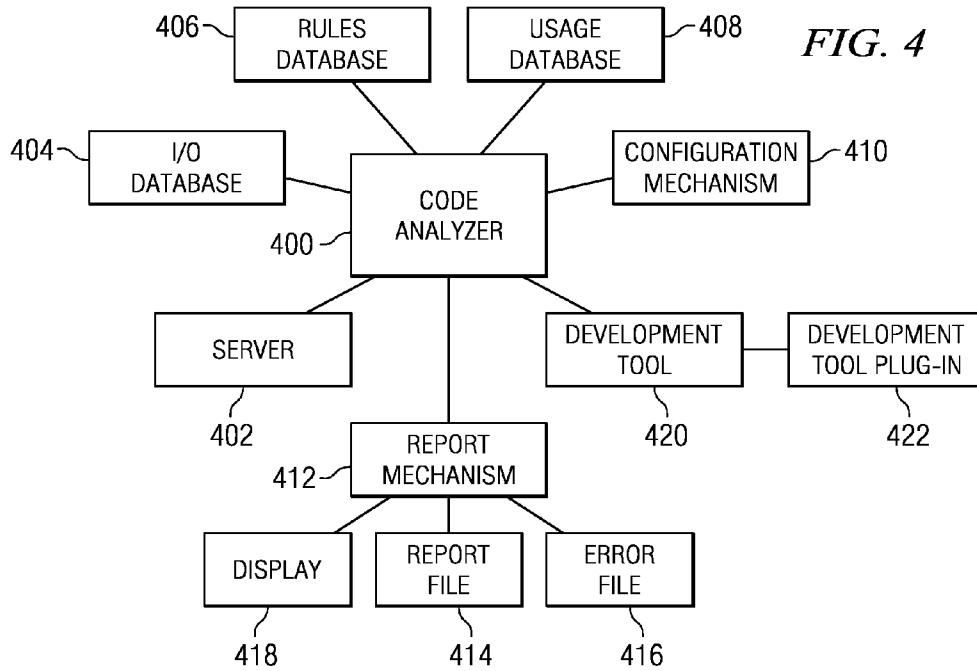 406
RULES
DATABASE
USAGE
DATABASE
408
FIG. 4
404
I/O
DATABASE
CONFIGURATION
MECHANISM
410
CODE
ANALYZER
400
SERVER
402
DEVELOPMENT
TOOL
420
DEVELOPMENT
TOOL PLUG-IN
422
412
REPORT
MECHANISM
DISPLAY
418
REPORT
FILE
414
ERROR
FILE
416